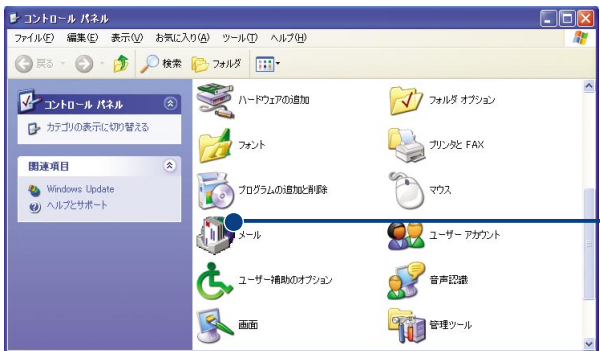 コントロール パネル
ファイル(F) 編集(E) 表示(V) お気に入り(A) ツール(T) ヘルプ(H)
戻る 検索 フォルダ
コントロール パネル
カテゴリの表示に切り替える
関連項目
Windows Update
ヘルプとサポート
ハードウェアの追加 フォルダ オプション
フォント プリンタと FAX
プログラムの追加と削除 マウス
メール ユーザー アカウント
ユーザー補助のオプション 音声認識
画面 管理ツール